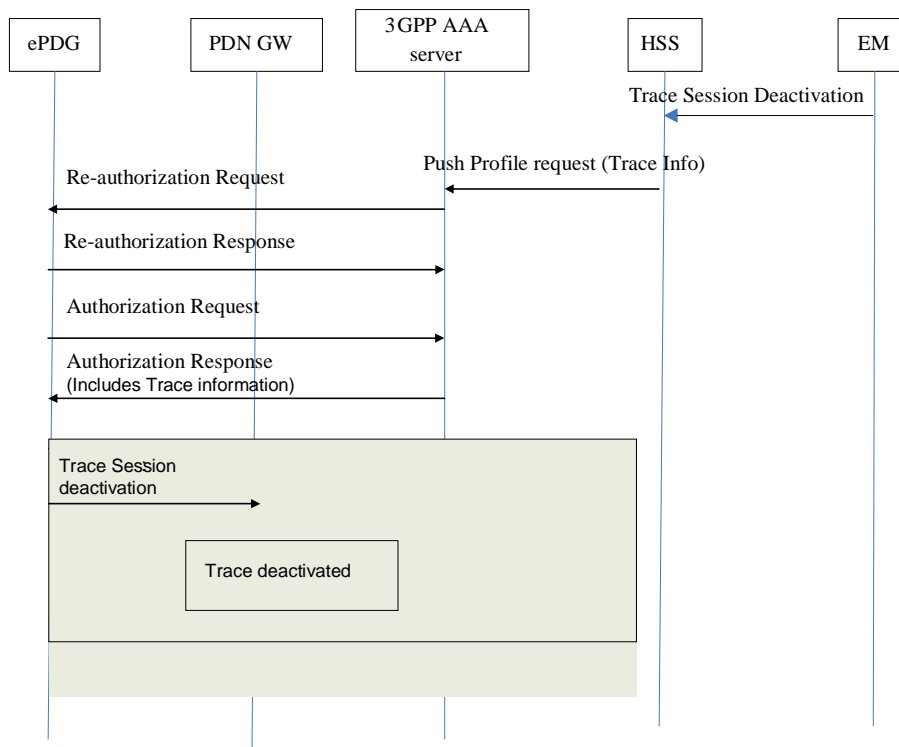 ePDG
PDN GW
3GPP AAA
server
HSS
EM
Trace Session Deactivation
Push Profile request (Trace Info)
Re-authorization Request
Re-authorization Response
Authorization Request
Authorization Response
(Includes Trace information)
Trace Session
deactivation
Trace deactivated